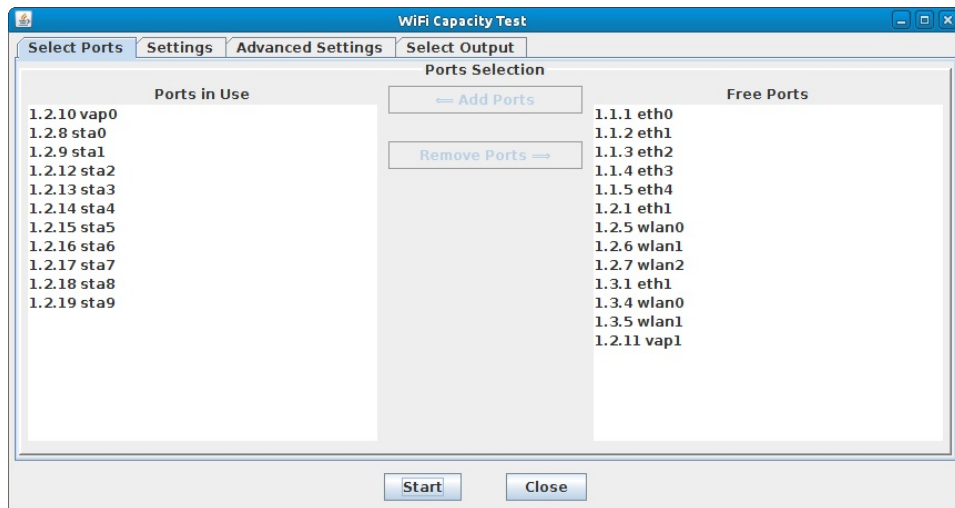 WiFi Capacity Test
Select Ports Settings Advanced Settings Select Output
Ports Selection
Ports in Use
1.2.10 vap0
1.2.8 sta0
1.2.9 sta1
1.2.12 sta2
1.2.13 sta3
1.2.14 sta4
1.2.15 sta5
1.2.16 sta6
1.2.17 sta7
1.2.18 sta8
1.2.19 sta9
⇐ Add Ports
Remove Ports ⇒
Free Ports
1.1.1 eth0
1.1.2 eth1
1.1.3 eth2
1.1.4 eth3
1.1.5 eth4
1.2.1 eth1
1.2.5 wlan0
1.2.6 wlan1
1.2.7 wlan2
1.3.1 eth1
1.3.4 wlan0
1.3.5 wlan1
1.2.11 vap1
Start Close